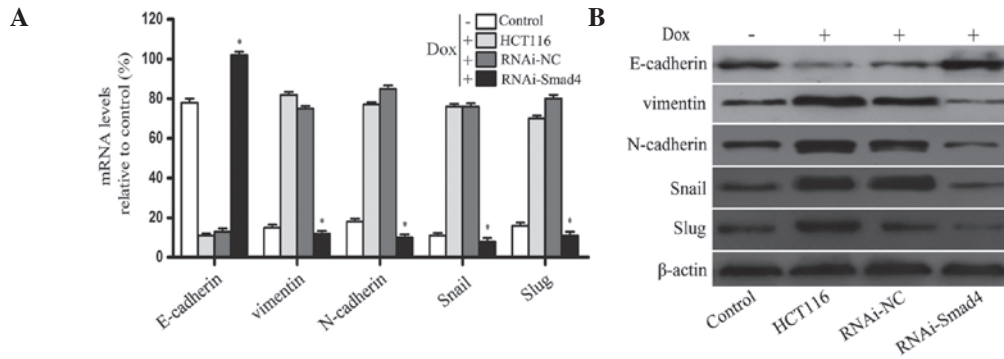 A
mRNA levels
relative to control (%)
120
100
80
60
40
20
0
Dox
- Control
+ HCT116
+ RNAi-NC
+ RNAi-Smad4
*
*
*
*
*
E-cadherin
vimentin
N-cadherin
Snail
Slug
B
Dox - + + +
E-cadherin
vimentin
N-cadherin
Snail
Slug
β-actin
Control
HCT116
RNAi-NC
RNAi-Smad4